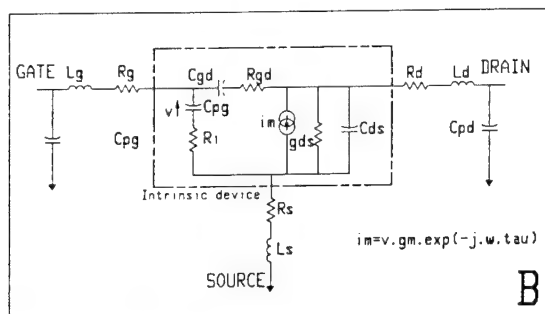 GATE Lg Rg Cgd Rgd Rd Ld DRAIN
v Cpg im
Cpg R1 gds Cds Cpd
Intrinsic device
Rs
Ls
im=v.gm.exp(-j.w.tau)
SOURCE
B